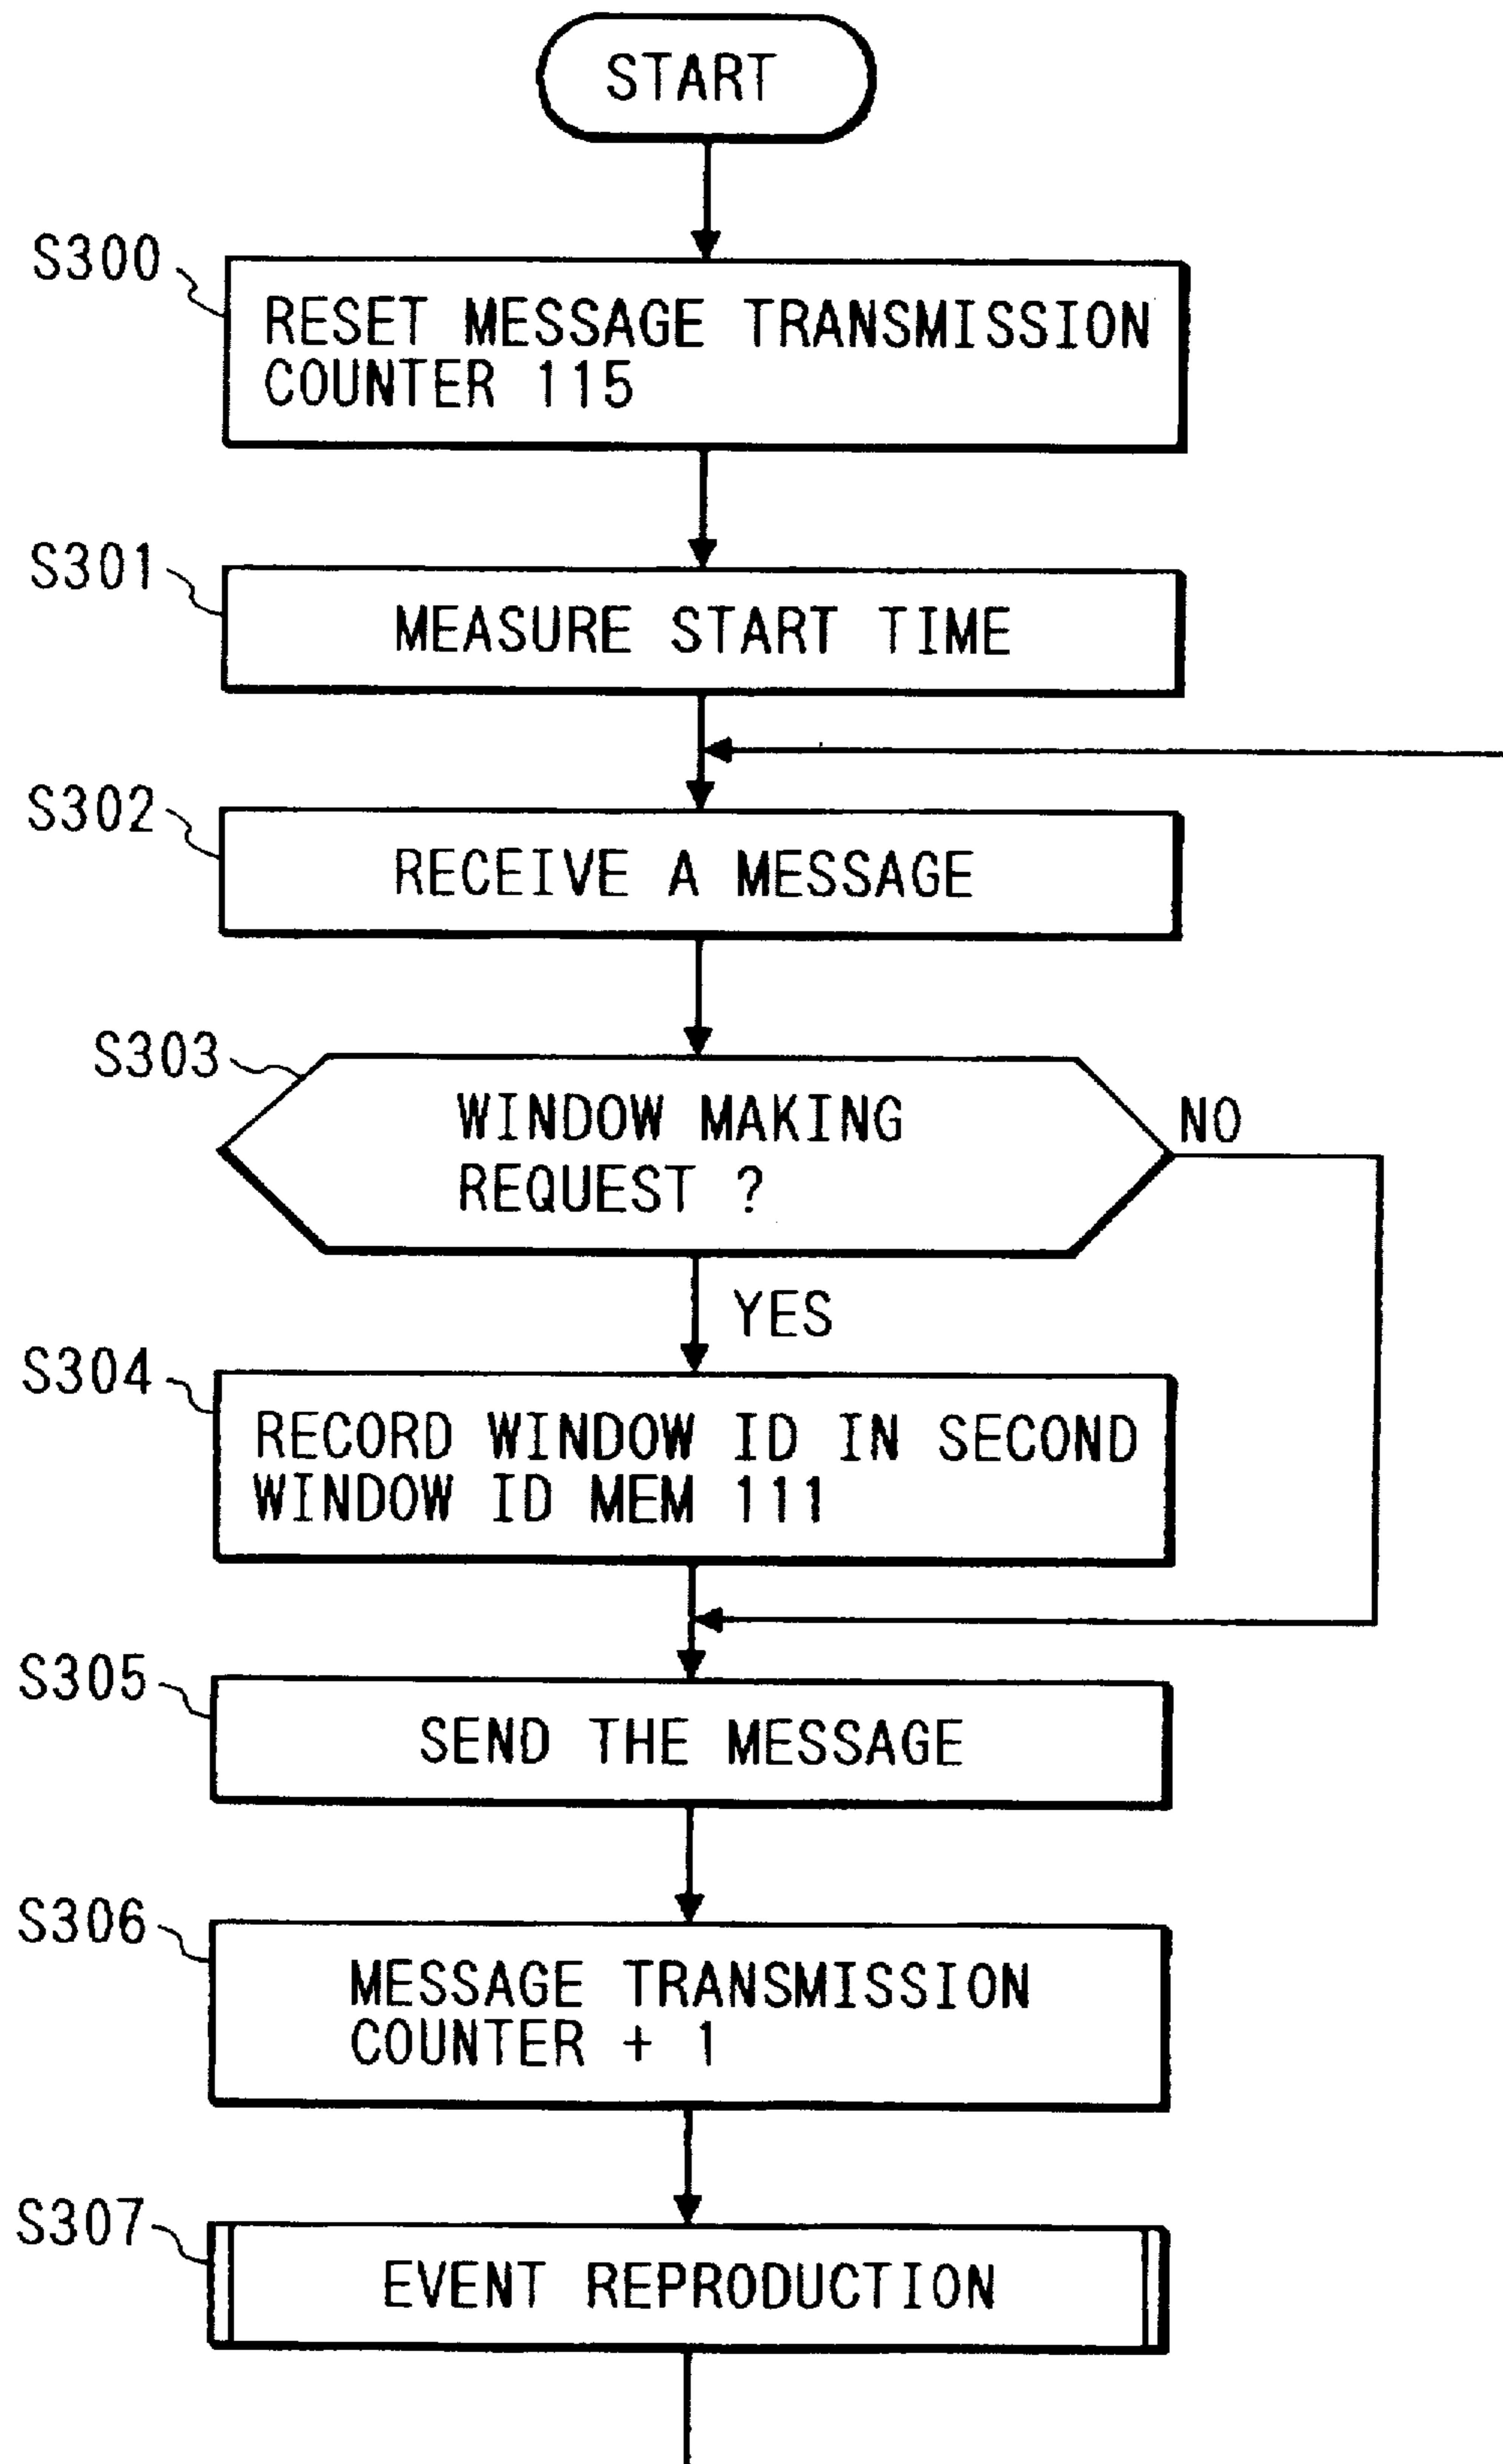 START
S300
RESET MESSAGE TRANSMISSION
COUNTER 115
S301
MEASURE START TIME
S302
RECEIVE A MESSAGE
S303
WINDOW MAKING
REQUEST ?
NO
YES
S304
RECORD WINDOW ID IN SECOND
WINDOW ID MEM 111
S305
SEND THE MESSAGE
S306
MESSAGE TRANSMISSION
COUNTER + 1
S307
EVENT REPRODUCTION